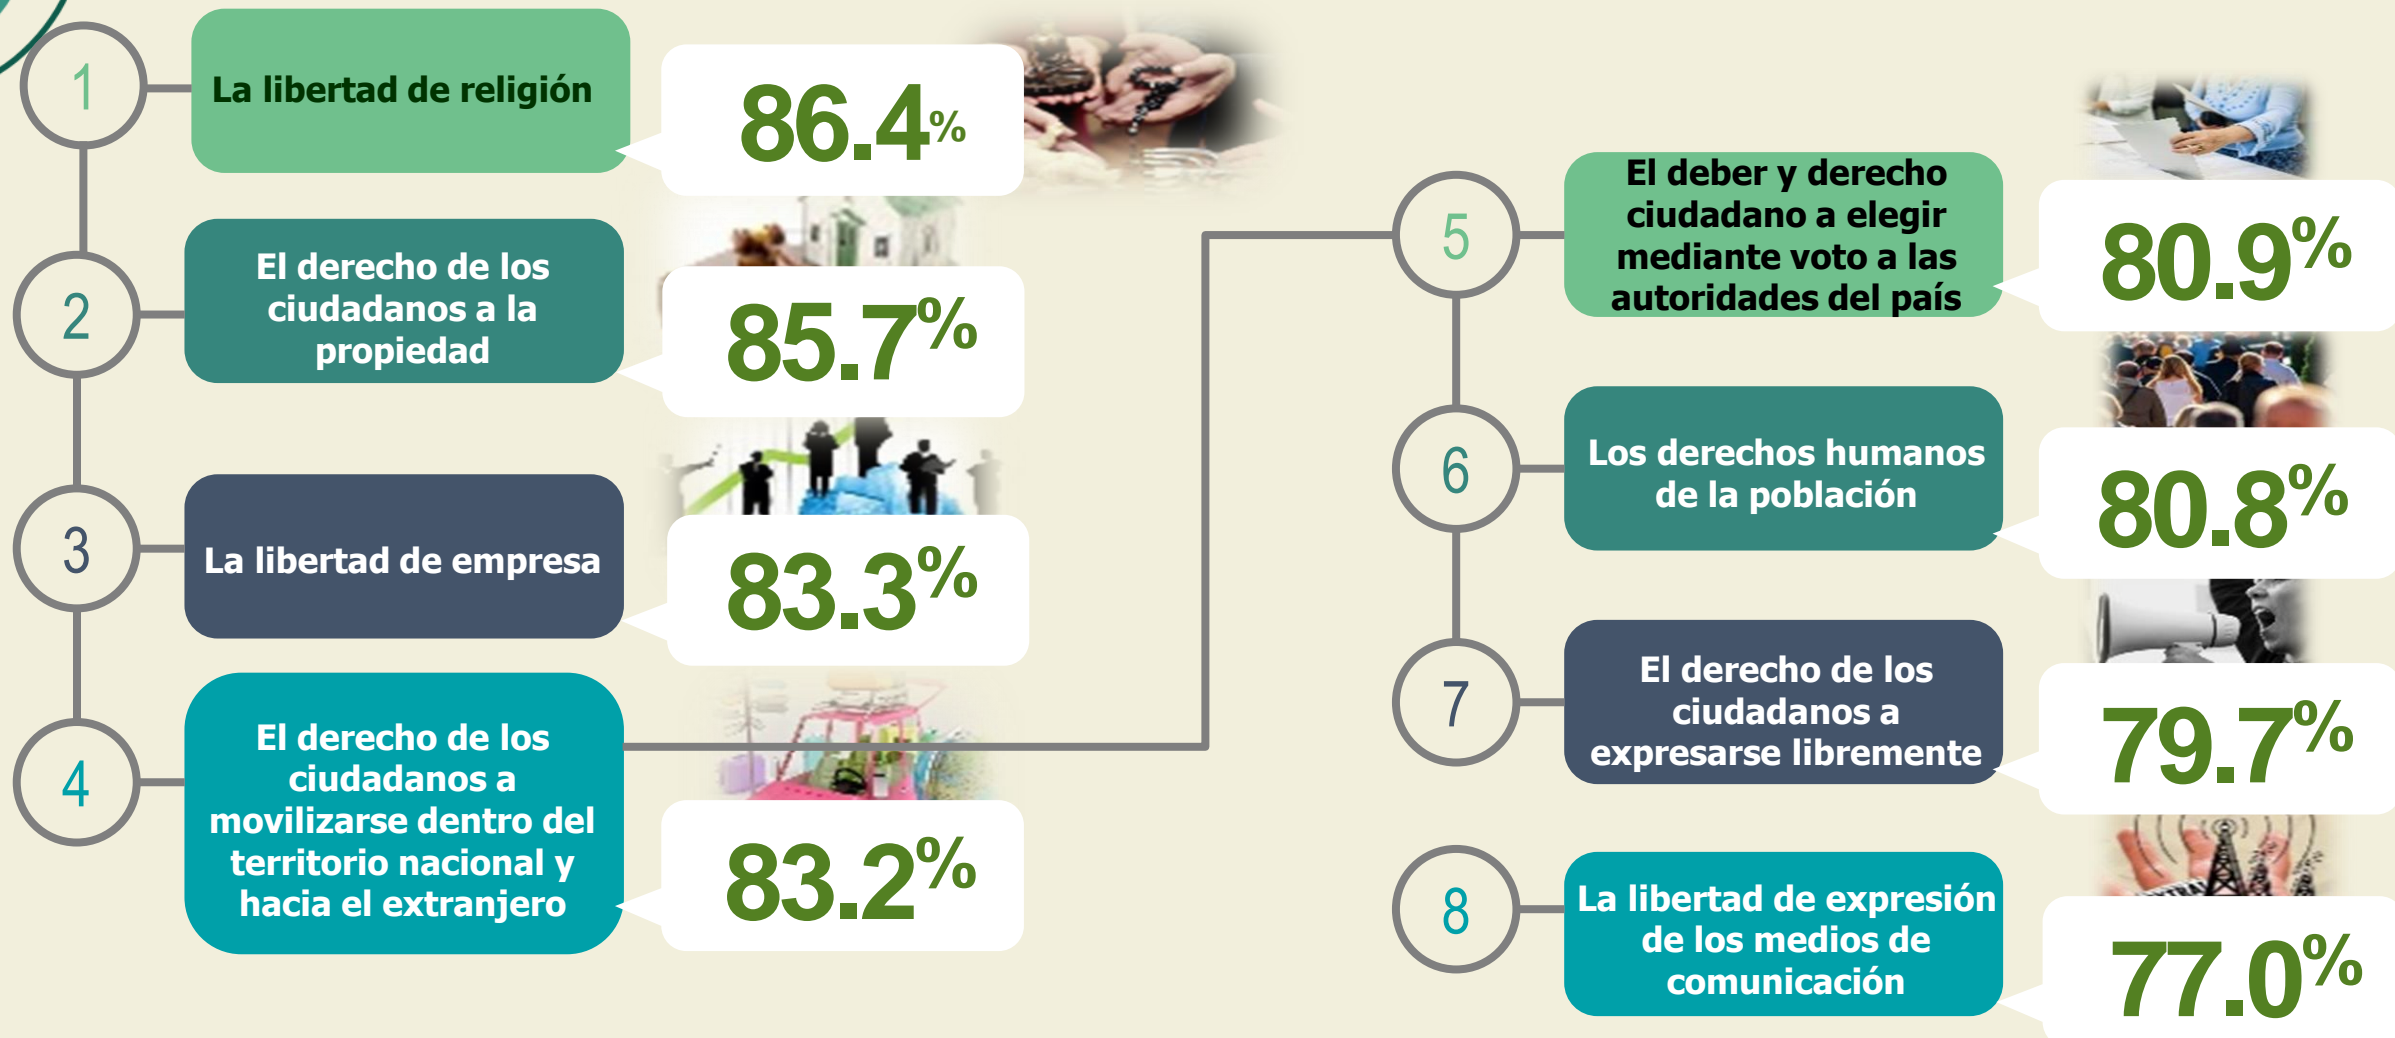 1
La libertad de religión
86.4%
2
El derecho de los
ciudadanos a la
propiedad
85.7%
3
La libertad de empresa
83.3%
4
El derecho de los
ciudadanos a
movilizarse dentro del
territorio nacional y
hacia el extranjero
83.2%
5
El deber y derecho
ciudadano a elegir
mediante voto a las
autoridades del país
80.9%
6
Los derechos humanos
de la población
80.8%
7
El derecho de los
ciudadanos a
expresarse libremente
79.7%
8
La libertad de expresión
de los medios de
comunicación
77.0%